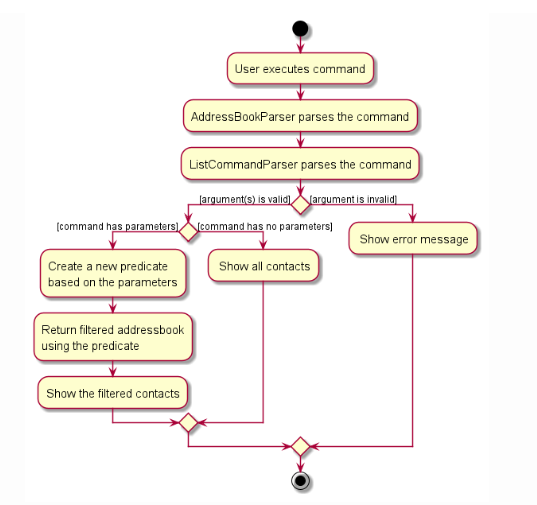 User executes command
AddressBookParser parses the command
ListCommandParser parses the command
[argument(s) is valid]
[argument is invalid]
[command has parameters]
[command has no parameters]
Show error message
Create a new predicate
based on the parameters
Show all contacts
Return filtered addressbook
using the predicate
Show the filtered contacts